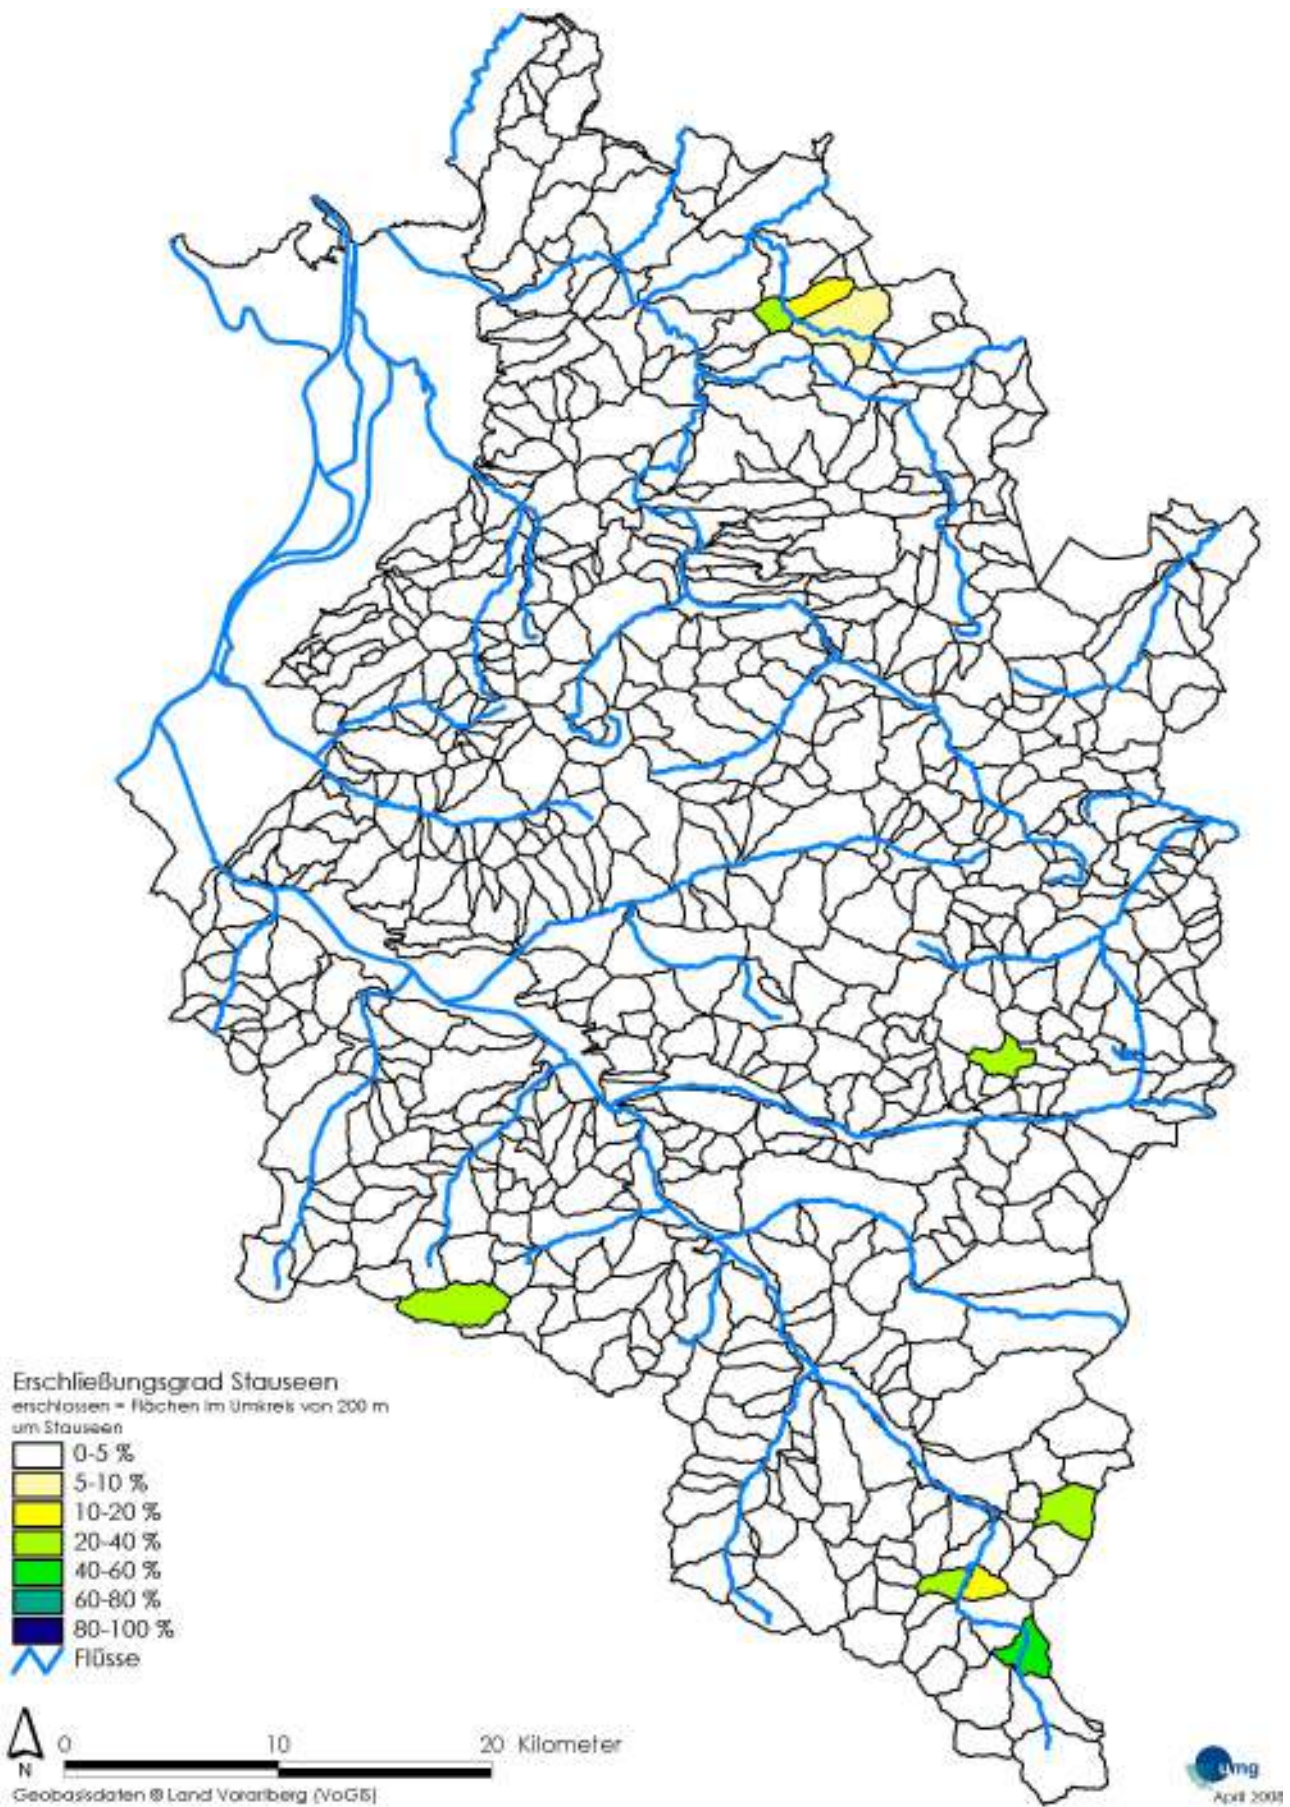 Erschließungsgrad Stauseen
erschlossen = Flächen im Umkreis von 200 m
um Stauseen
0-5 %
5-10 %
10-20 %
20-40 %
40-60 %
60-80 %
80-100 %
Flüsse
0 10 20 Kilometer
N
Geobasisdaten © Land Vorarlberg (VoGIS)
umg
April 2008